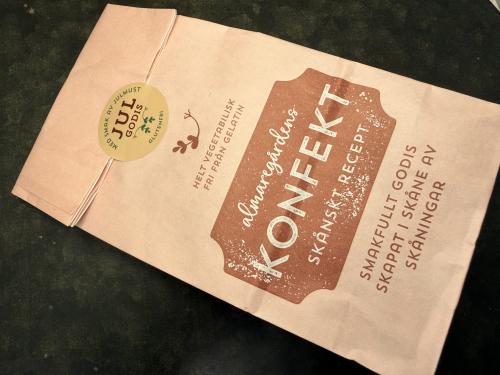 MED SMAK AV JULMUST
JUL
GODIS
GLUTENFRI
HELT VEGETABILISK
FRI FRÅN GELATIN
almaregårdens
KONFEKT
SKÅNSKT RECEPT
SMAKFULLT GODIS
SKAPAT I SKÅNE AV
SKÅNINGAR